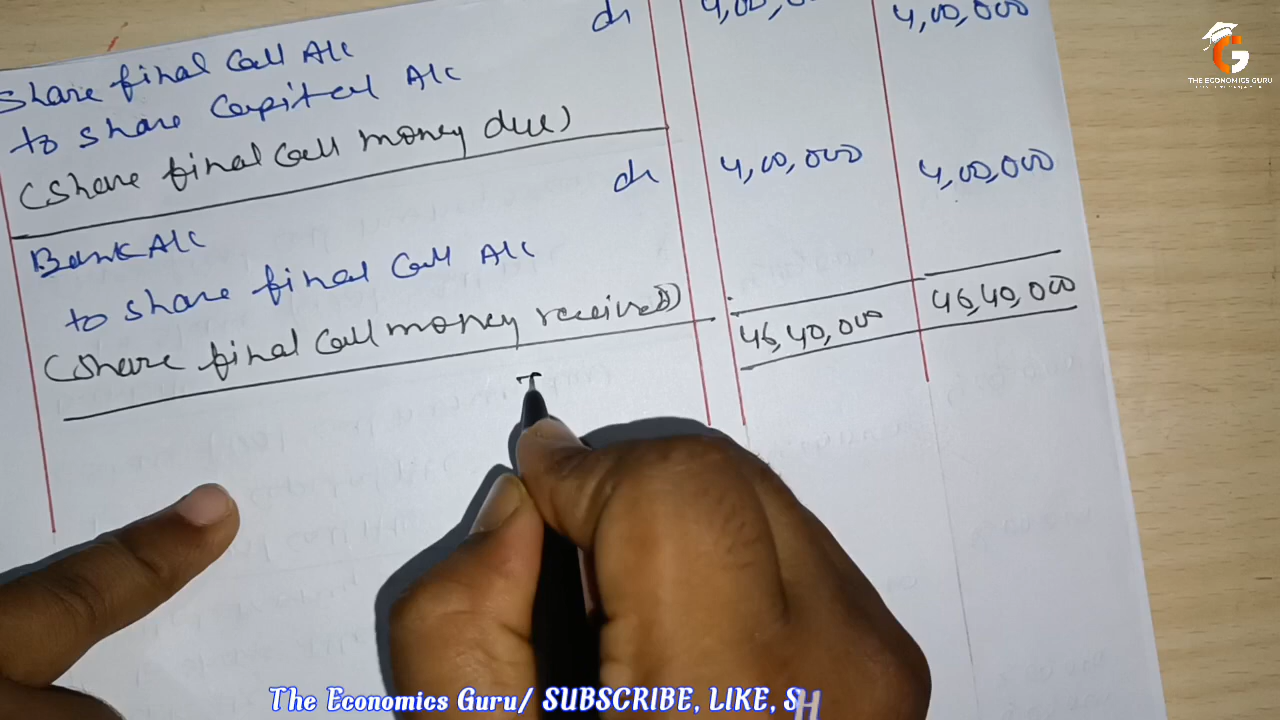 Share final Call A/c dr 4,00,000 4,00,000
to share Capital A/c
(Share final Call money due)
Bank A/c dr 4,00,000 4,00,000
to share final Call A/c
(Share final Call money received)
46,40,000 46,40,000
T
G
THE ECONOMICS GURU
The Economics Guru/ SUBSCRIBE, LIKE, SH